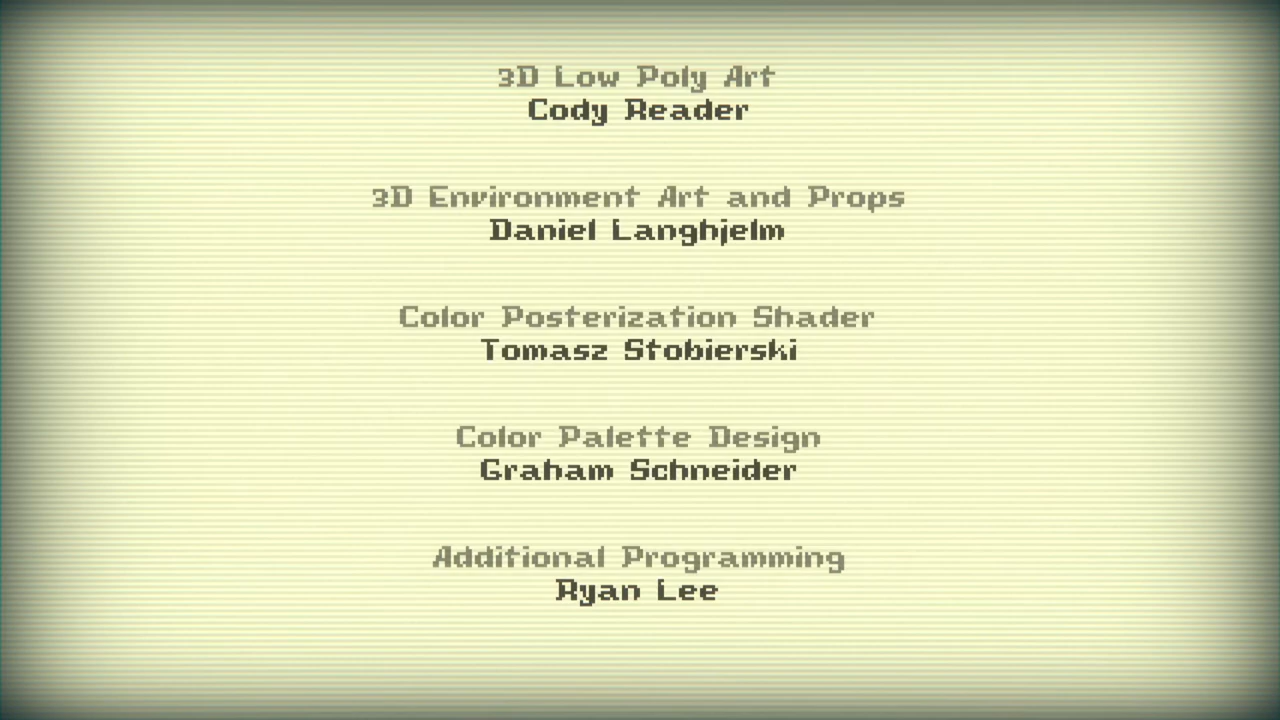 3D Low Poly Art
Cody Reader
3D Environment Art and Props
Daniel Langhjelm
Color Posterization Shader
Tomasz Stobierski
Color Palette Design
Graham Schneider
Additional Programming
Ryan Lee